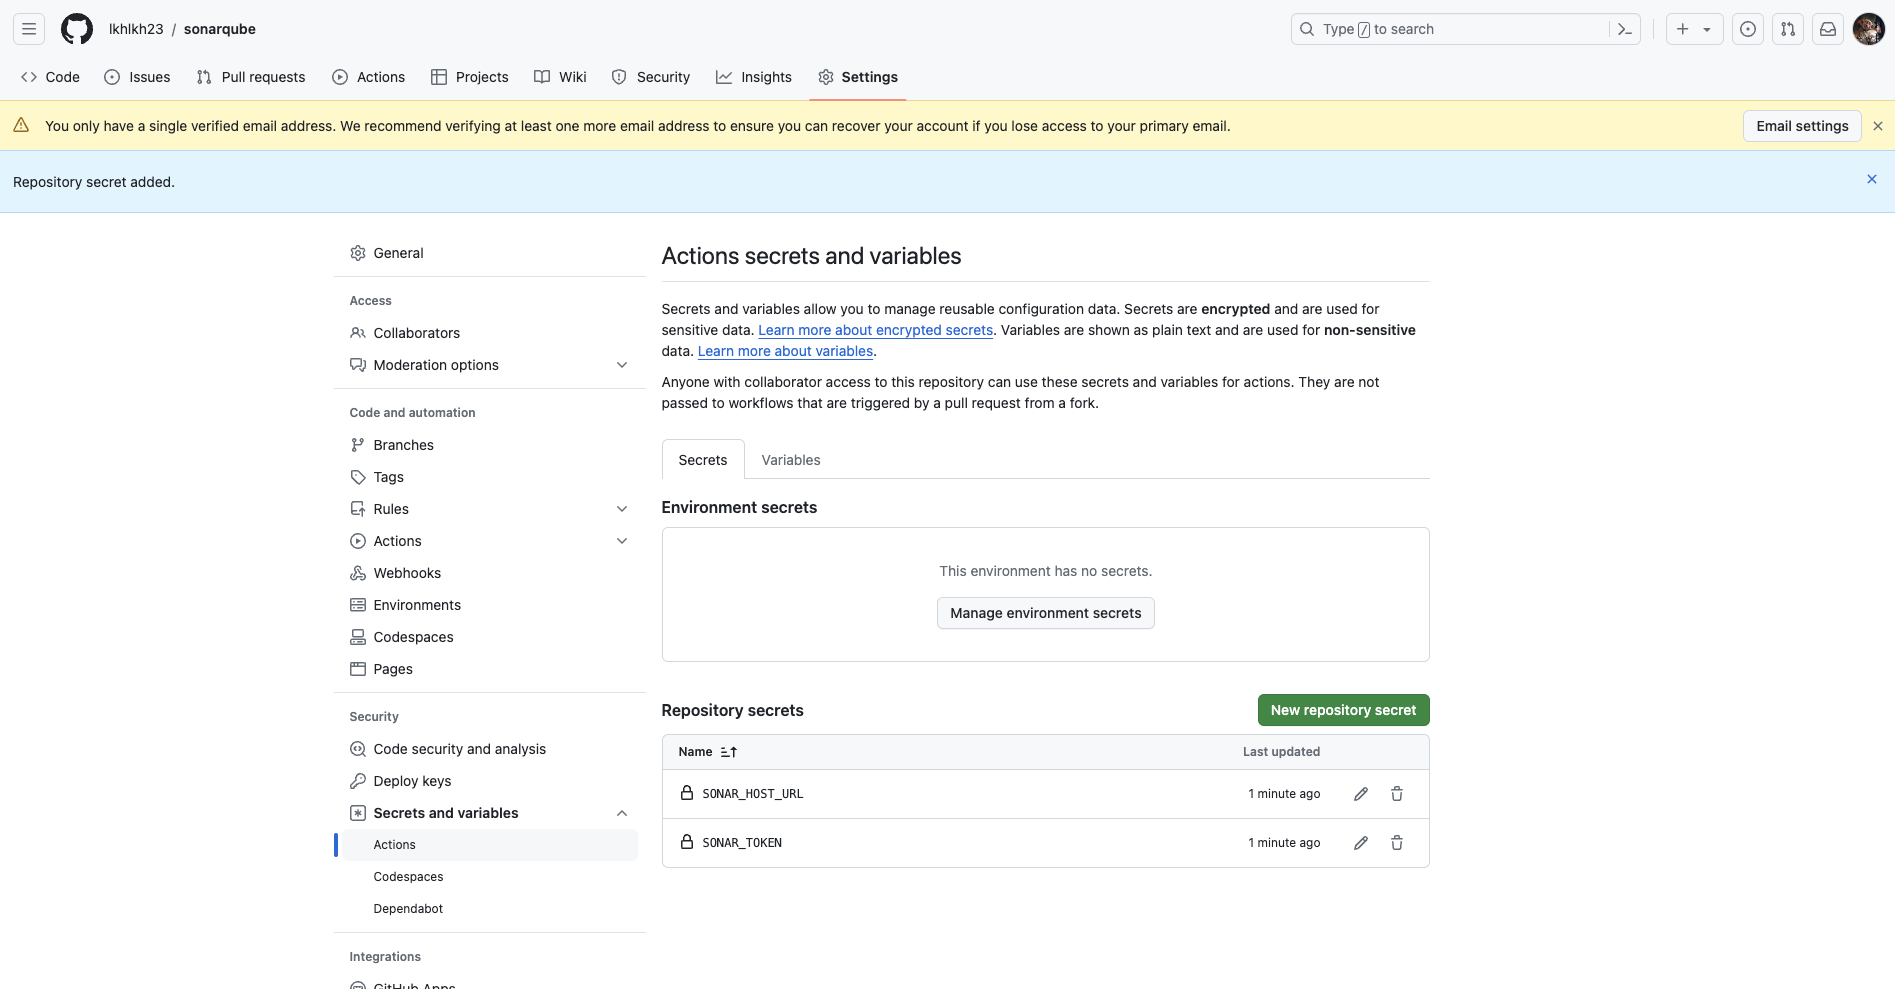 lkhlkh23 / sonarqube
Type / to search
Code Issues Pull requests Actions Projects Wiki Security Insights Settings
You only have a single verified email address. We recommend verifying at least one more email address to ensure you can recover your account if you lose access to your primary email.
Email settings
Repository secret added.
General
Access
Collaborators
Moderation options
Code and automation
Branches
Tags
Rules
Actions
Webhooks
Environments
Codespaces
Pages
Security
Code security and analysis
Deploy keys
Secrets and variables
Actions
Codespaces
Dependabot
Integrations
GitHub Apps
Actions secrets and variables
Secrets and variables allow you to manage reusable configuration data. Secrets are encrypted and are used for
sensitive data. Learn more about encrypted secrets. Variables are shown as plain text and are used for non-sensitive
data. Learn more about variables.
Anyone with collaborator access to this repository can use these secrets and variables for actions. They are not
passed to workflows that are triggered by a pull request from a fork.
Secrets Variables
Environment secrets
This environment has no secrets.
Manage environment secrets
Repository secrets
New repository secret
Name Last updated
SONAR_HOST_URL 1 minute ago
SONAR_TOKEN 1 minute ago